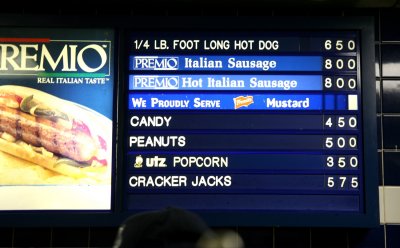 PREMIO
REAL ITALIAN TASTE™
1/4 LB. FOOT LONG HOT DOG 650
PREMIO Italian Sausage 800
PREMIO Hot Italian Sausage 800
WE PROUDLY SERVE Mustard
CANDY 450
PEANUTS 500
utz POPCORN 350
CRACKER JACKS 575